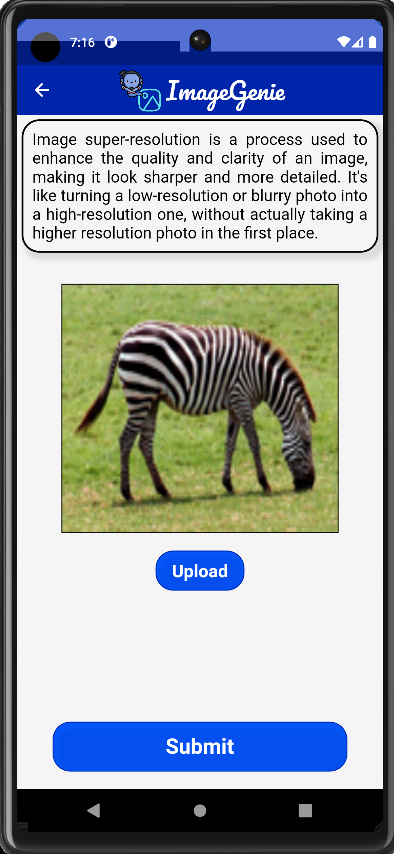 7:16
ImageGenie
Image super-resolution is a process used to
enhance the quality and clarity of an image,
making it look sharper and more detailed. It's
like turning a low-resolution or blurry photo into
a high-resolution one, without actually taking a
higher resolution photo in the first place.
Upload
Submit